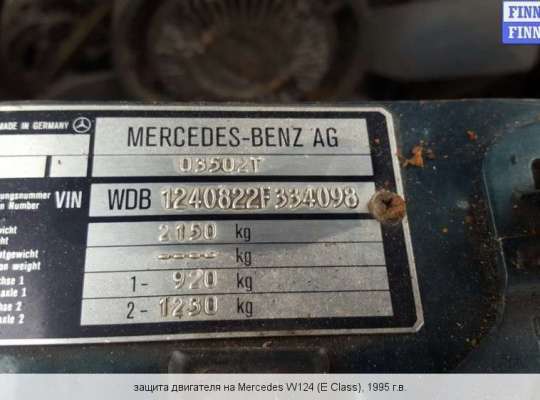 FINN
FINN
MADE IN GERMANY
MERCEDES-BENZ AG
03502T
VIN WDB 1240822F334098
2150 kg
---- kg
1- 920 kg
2- 1250 kg
защита двигателя на Mercedes W124 (E Class), 1995 г.в.